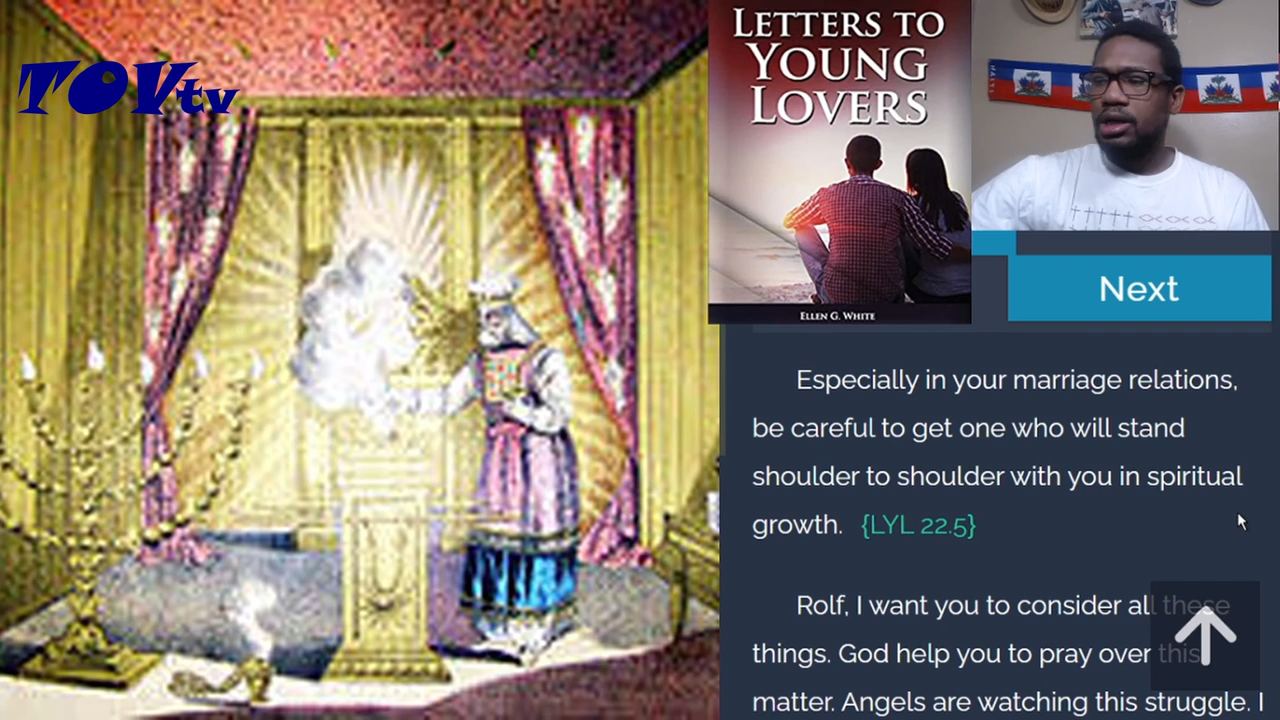 TOVtv
LETTERS TO
YOUNG
LOVERS
ELLEN G. WHITE
Next
Especially in your marriage relations,
be careful to get one who will stand
shoulder to shoulder with you in spiritual
growth. {LYL 22.5}
Rolf, I want you to consider all these
things. God help you to pray over this
matter. Angels are watching this struggle. I